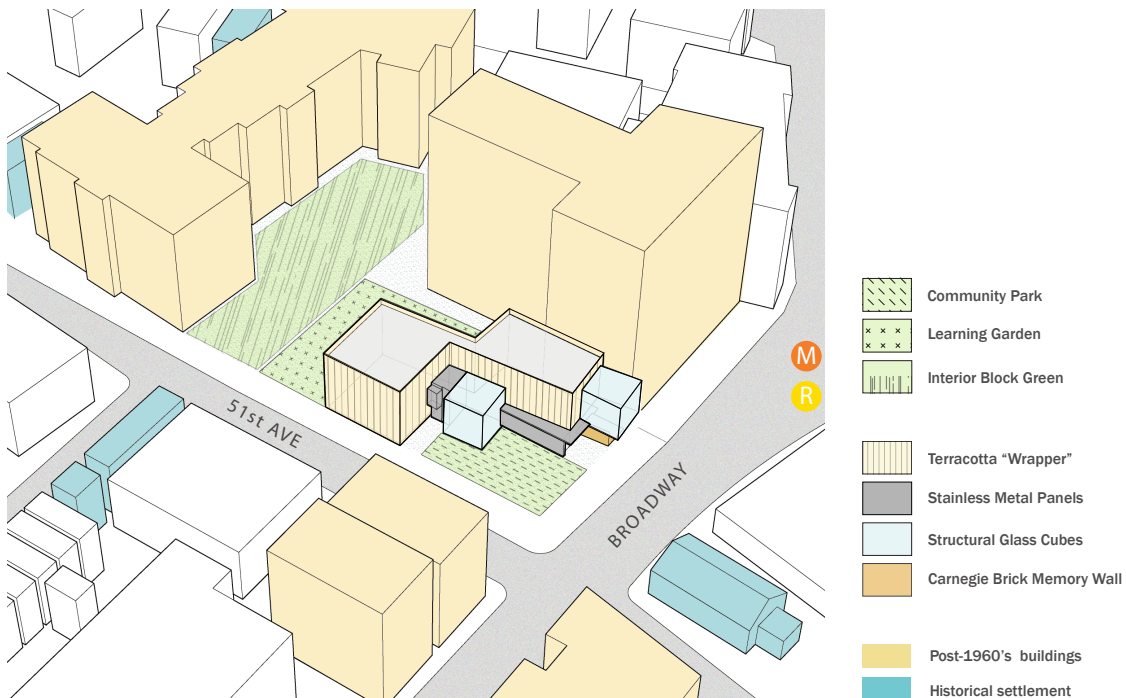 Community Park
Learning Garden
M
R
Interior Block Green
51st AVE
Terracotta “Wrapper”
Stainless Metal Panels
BROADWAY
Structural Glass Cubes
Carnegie Brick Memory Wall
Post-1960's buildings
Historical settlement